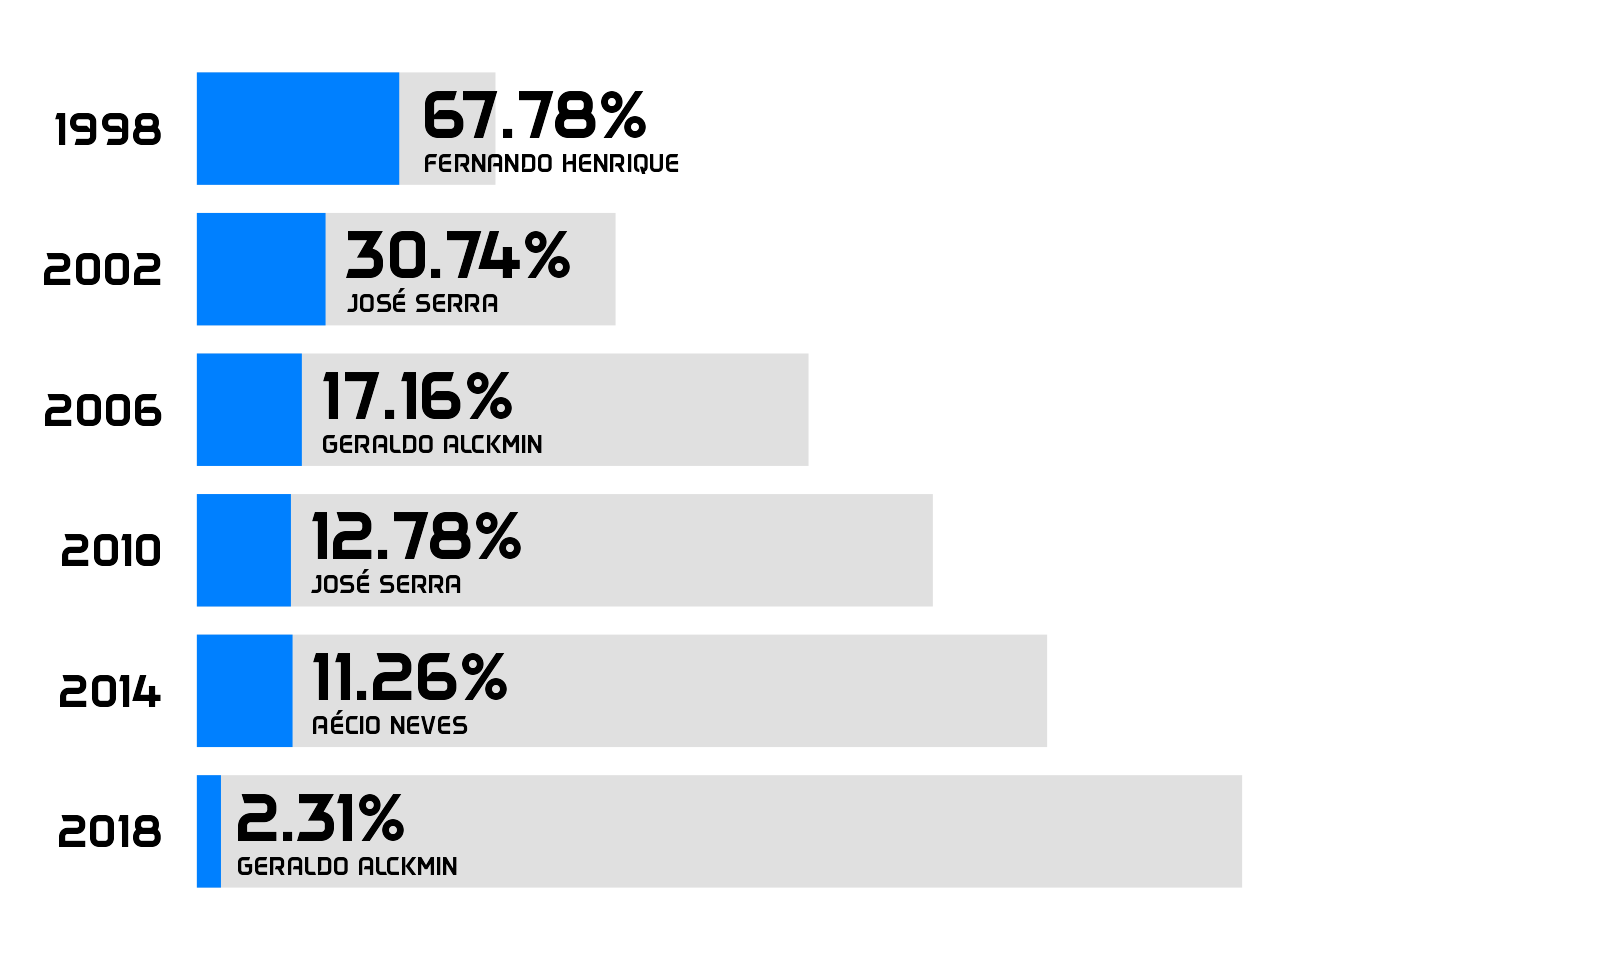 1998
67.78%
FERNANDO HENRIQUE
2002
30.74%
JOSÉ SERRA
2006
17.16%
GERALDO ALCKMIN
2010
12.78%
JOSÉ SERRA
2014
11.26%
AÉCIO NEVES
2018
2.31%
GERALDO ALCKMIN